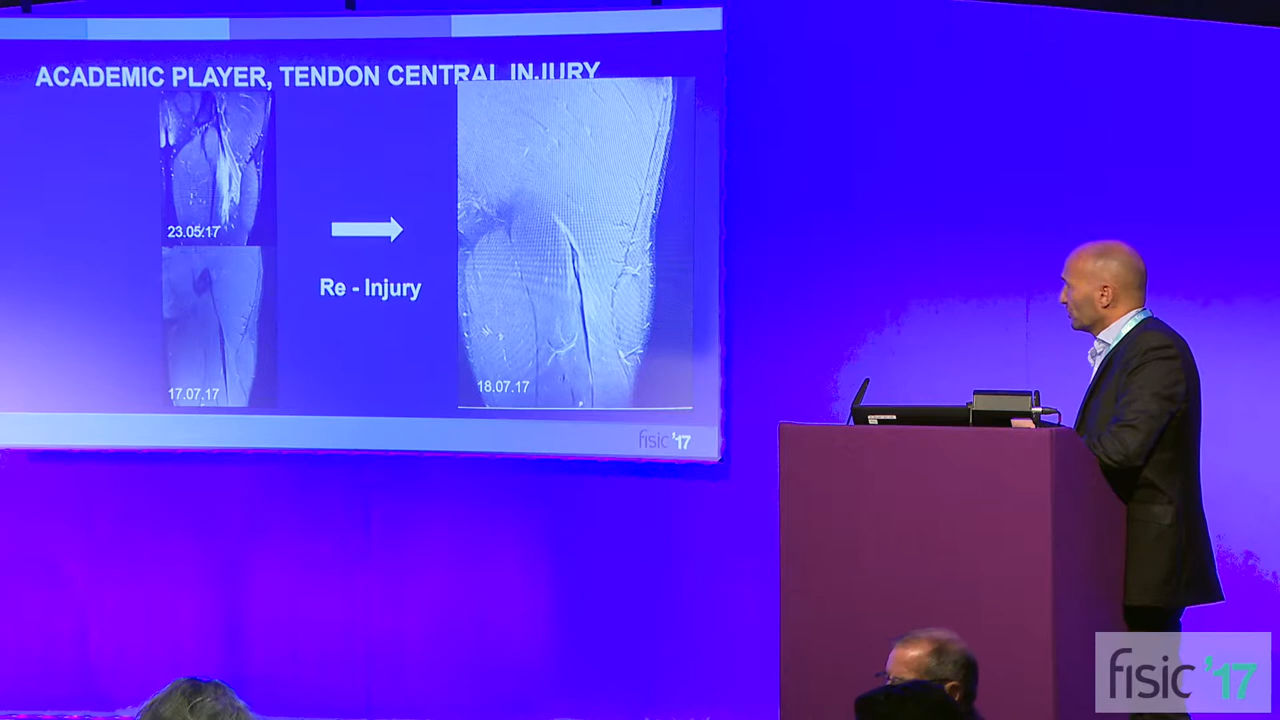 ACADEMIC PLAYER, TENDON CENTRAL INJURY
23.05.17
Re - Injury
17.07.17
18.07.17
fisic '17
fisic '17